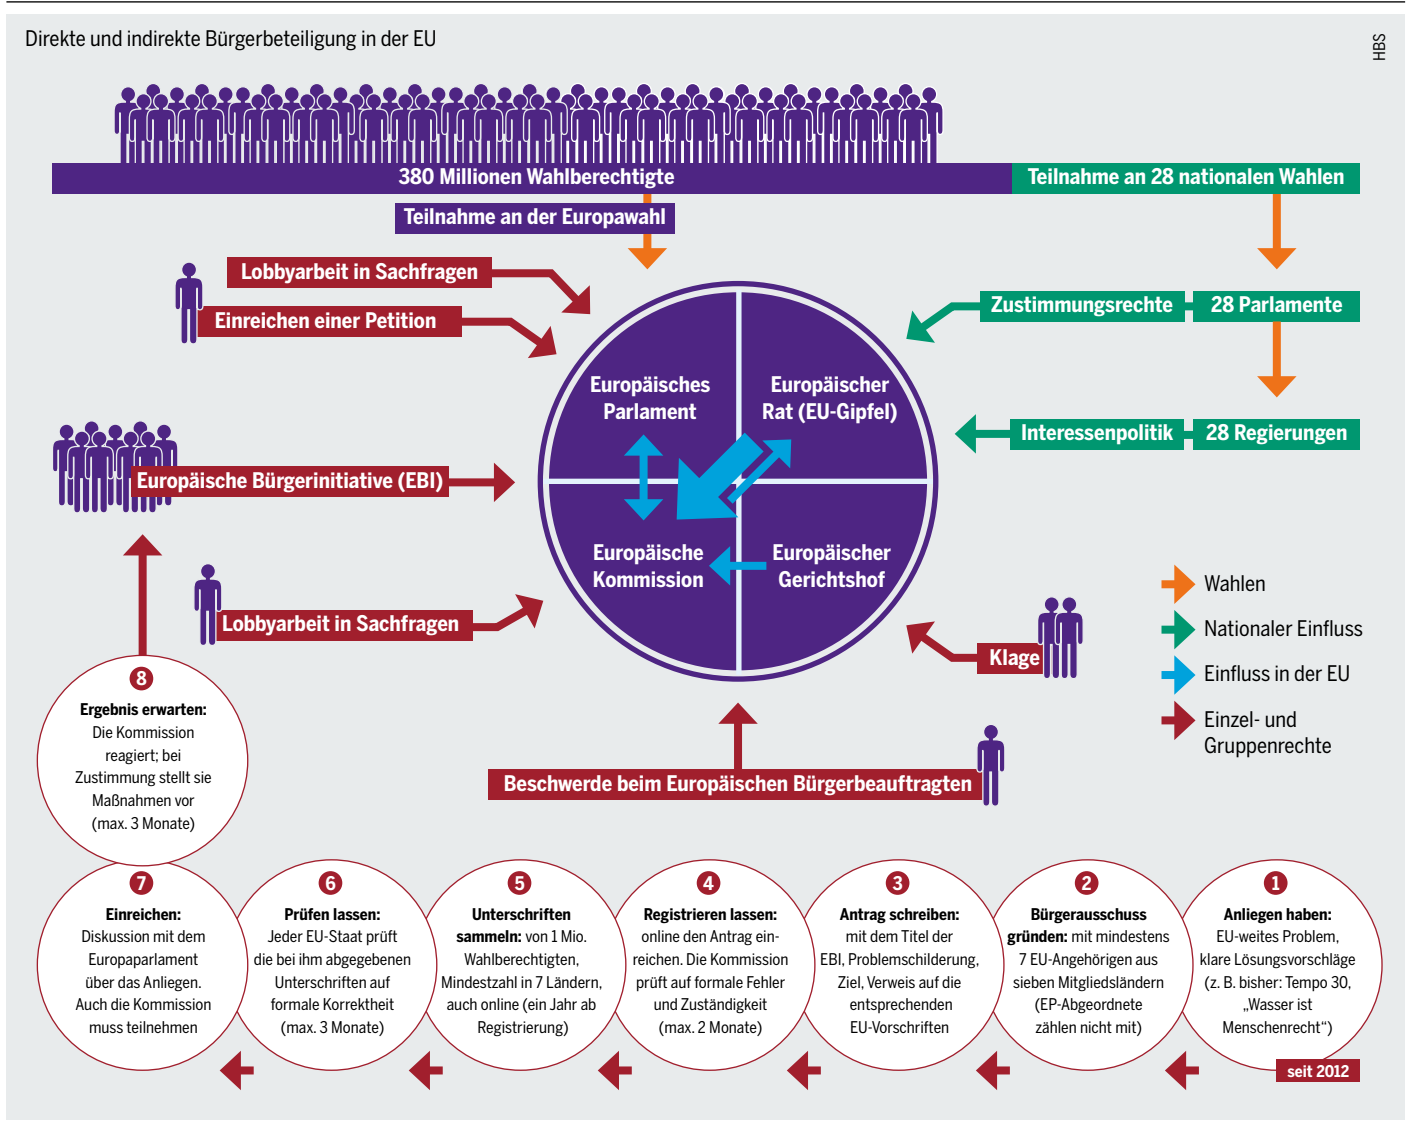 Direkte und indirekte Bürgerbeteiligung in der EU
HBS
380 Millionen Wahlberechtigte
Teilnahme an 28 nationalen Wahlen
Teilnahme an der Europawahl
Lobbyarbeit in Sachfragen
Einreichen einer Petition
Zustimmungsrechte
28 Parlamente
Europäisches
Parlament
Europäischer
Rat (EU-Gipfel)
Interessenpolitik
28 Regierungen
Europäische Bürgerinitiative (EBI)
Europäische
Kommission
Europäischer
Gerichtshof
Lobbyarbeit in Sachfragen
Klage
Beschwerde beim Europäischen Bürgerbeauftragten
Wahlen
Nationaler Einfluss
Einfluss in der EU
Einzel- und
Gruppenrechte
8
Ergebnis erwarten:
Die Kommission
reagiert; bei
Zustimmung stellt sie
Maßnahmen vor
(max. 3 Monate)
7
Einreichen:
Diskussion mit dem
Europaparlament
über das Anliegen.
Auch die Kommission
muss teilnehmen
6
Prüfen lassen:
Jeder EU-Staat prüft
die bei ihm abgegebenen
Unterschriften auf
formale Korrektheit
(max. 3 Monate)
5
Unterschriften
sammeln: von 1 Mio.
Wahlberechtigten,
Mindestzahl in 7 Ländern,
auch online (ein Jahr ab
Registrierung)
4
Registrieren lassen:
online den Antrag ein-
reichen. Die Kommission
prüft auf formale Fehler
und Zuständigkeit
(max. 2 Monate)
3
Antrag schreiben:
mit dem Titel der
EBI, Problemschilderung,
Ziel, Verweis auf die
entsprechenden
EU-Vorschriften
2
Bürgerausschuss
gründen: mit mindestens
7 EU-Angehörigen aus
sieben Mitgliedsländern
(EP-Abgeordnete
zählen nicht mit)
1
Anliegen haben:
EU-weites Problem,
klare Lösungsvorschläge
(z. B. bisher: Tempo 30,
„Wasser ist
Menschenrecht“)
seit 2012